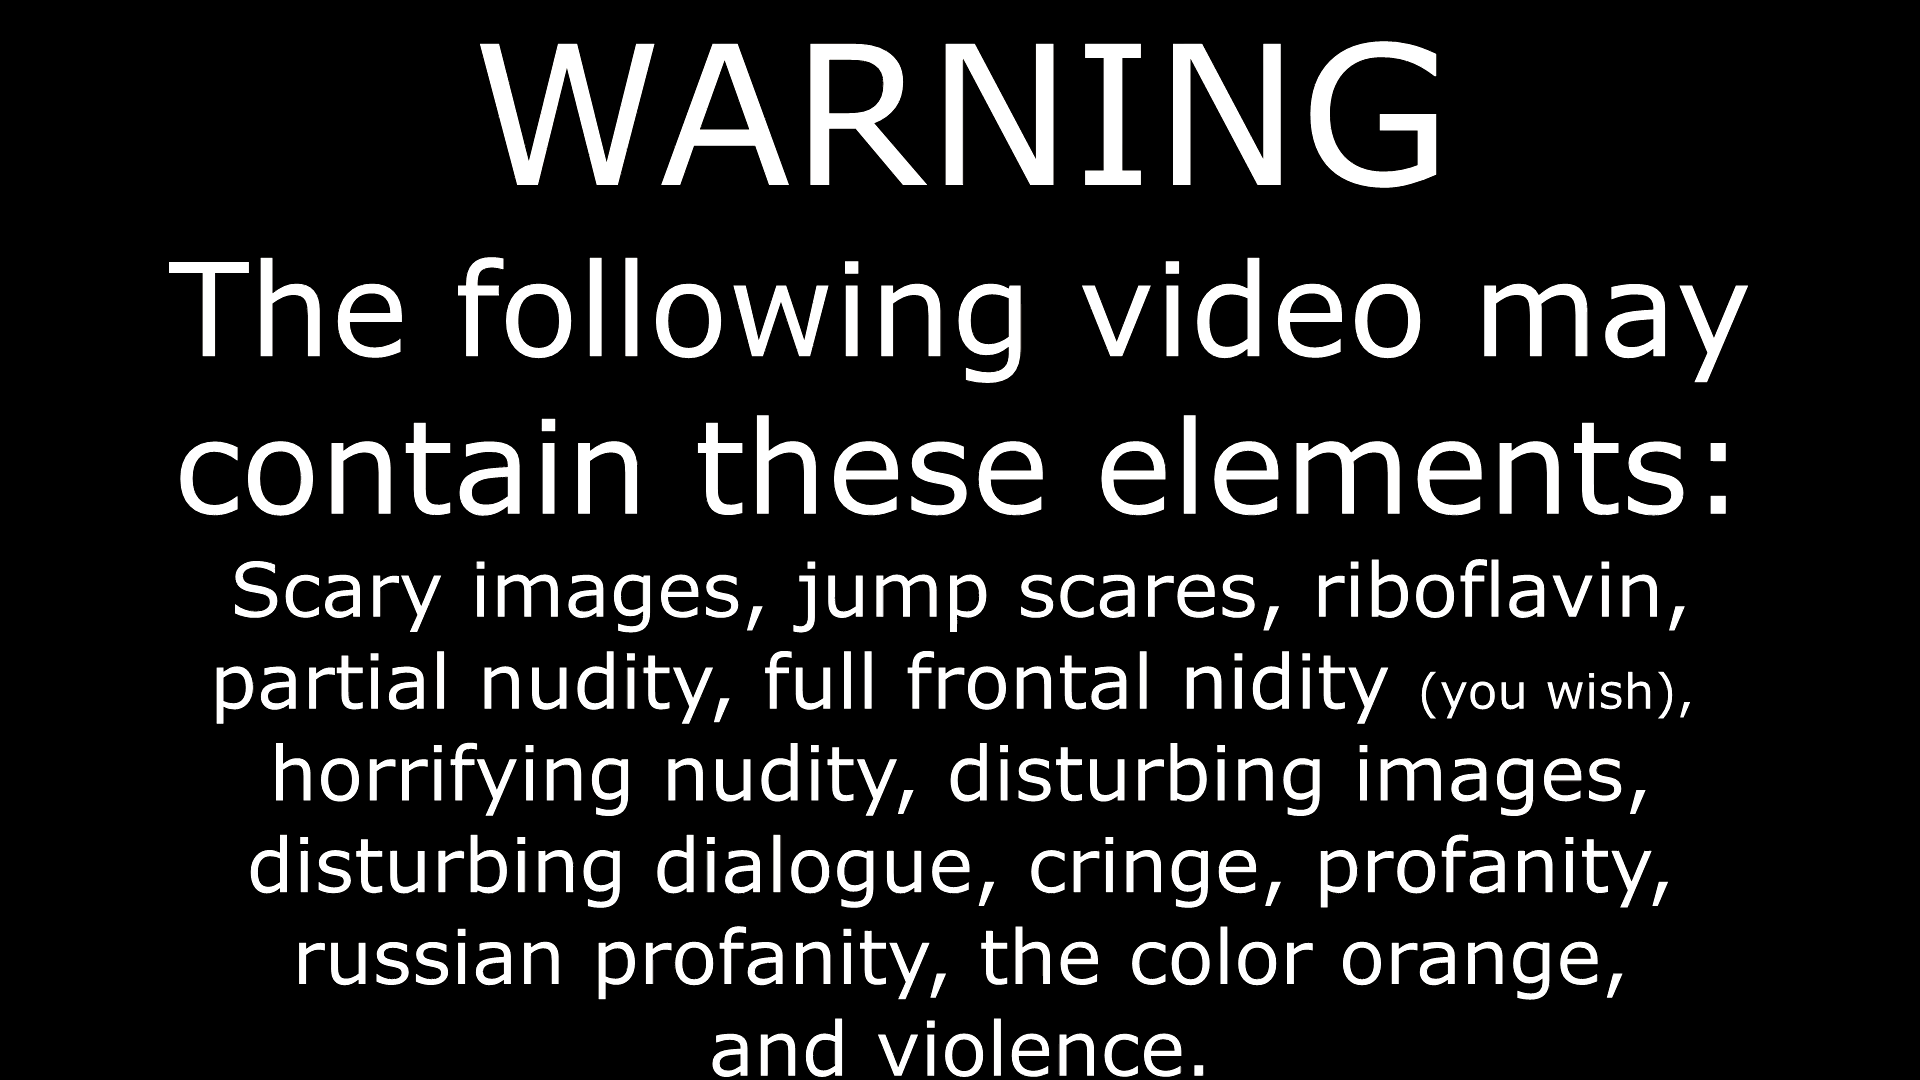 WARNING
The following video may
contain these elements:
Scary images, jump scares, riboflavin,
partial nudity, full frontal nidity (you wish),
horrifying nudity, disturbing images,
disturbing dialogue, cringe, profanity,
russian profanity, the color orange,
and violence.